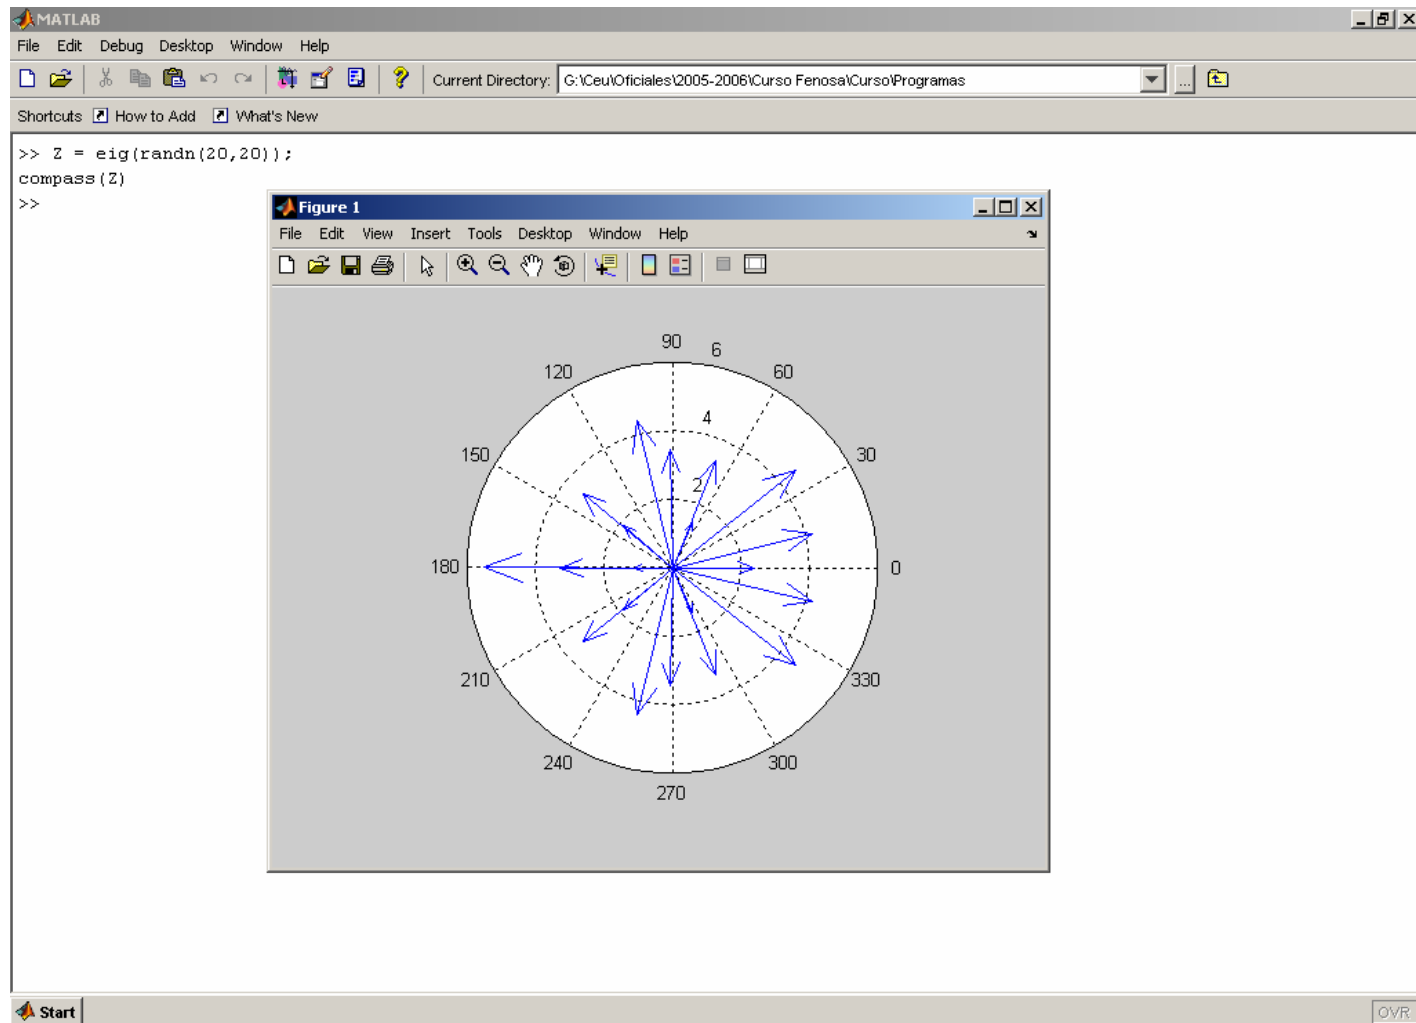 MATLAB
File Edit Debug Desktop Window Help
Current Directory: G:\Ceu\Oficiales\2005-2006\Curso Fenosa\Curso\Programas
...
Shortcuts How to Add What's New
>> Z = eig(randn(20,20));
compass(Z)
>>
Figure 1
File Edit View Insert Tools Desktop Window Help
90
6
120
60
4
150
30
2
180
0
210
330
240
300
270
Start
OVR